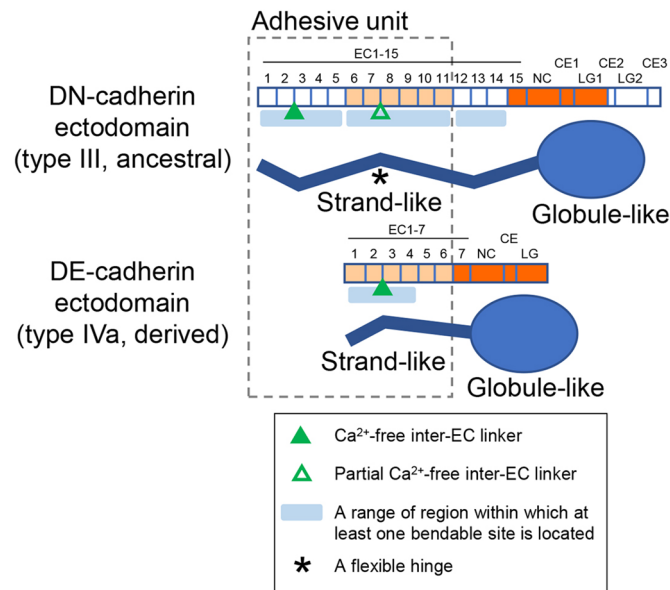 Adhesive unit
EC1-15
CE1 CE2 CE3
1 2 3 4 5 6 7 8 9 10 11 12 13 14 15 NC LG1 LG2
DN-cadherin
ectodomain
(type III, ancestral)
*
Strand-like
Globule-like
EC1-7
CE
1 2 3 4 5 6 7 NC LG
DE-cadherin
ectodomain
(type IVa, derived)
Strand-like
Globule-like
Ca²⁺-free inter-EC linker
Partial Ca²⁺-free inter-EC linker
A range of region within which at
least one bendable site is located
* A flexible hinge